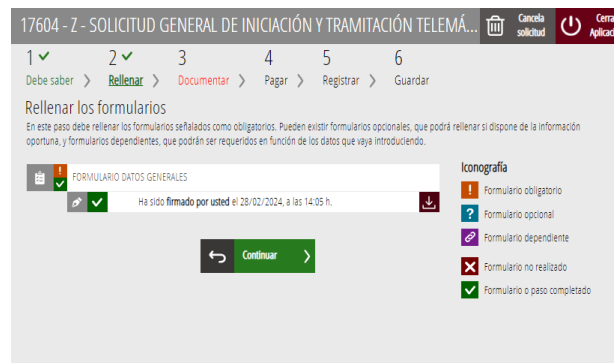 17604 - Z - SOLICITUD GENERAL DE INICIACIÓN Y TRAMITACIÓN TELEMÁ...
Cancela
solicitud
Cerra
Aplicaci
1 2 3 4 5 6
Debe saber Rellenar Documentar Pagar Registrar Guardar
Rellenar los formularios
En este paso debe rellenar los formularios señalados como obligatorios. Pueden existir formularios opcionales, que podrá rellenar si dispone de la información
oportuna, y formularios dependientes, que podrán ser requeridos en función de los datos que vaya introduciendo.
FORMULARIO DATOS GENERALES
Ha sido firmado por usted el 28/02/2024, a las 14:05 h.
Continuar
Iconografía
! Formulario obligatorio
? Formulario opcional
Formulario dependiente
Formulario no realizado
Formulario o paso completado